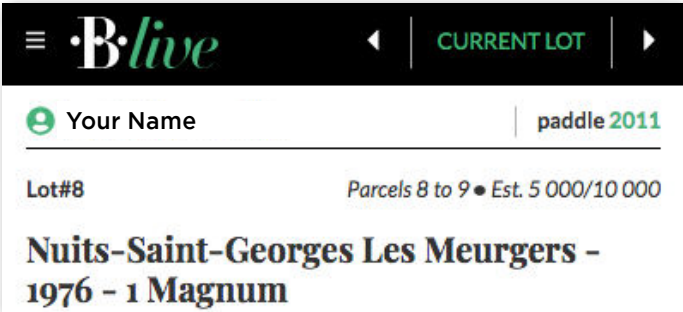 ·B·live
CURRENT LOT
Your Name
paddle 2011
Lot#8
Parcels 8 to 9 ● Est. 5 000/10 000
Nuits-Saint-Georges Les Meurgers -
1976 - 1 Magnum